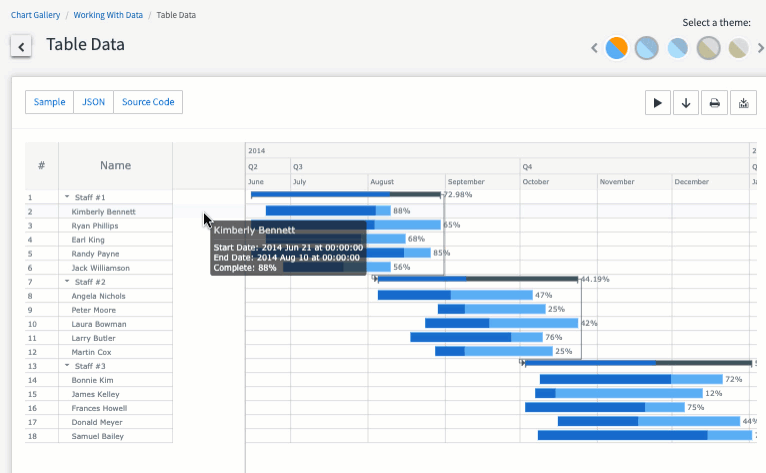 Chart Gallery / Working With Data / Table Data
Select a theme:
Table Data
Sample JSON Source Code
# Name
2014
Q2 Q3 Q4
June July August September October November December
1 Staff #1 72.98%
2 Kimberly Bennett 88%
3 Ryan Phillips 65%
4 Earl King 68%
5 Randy Payne 85%
6 Jack Williamson 56%
7 Staff #2 44.19%
8 Angela Nichols 47%
9 Peter Moore 25%
10 Laura Bowman 42%
11 Larry Butler 76%
12 Martin Cox 25%
13 Staff #3
14 Bonnie Kim 72%
15 James Kelley 12%
16 Frances Howell 75%
17 Donald Meyer 44%
18 Samuel Bailey
Kimberly Bennett
Start Date: 2014 Jun 21 at 00:00:00
End Date: 2014 Aug 10 at 00:00:00
Complete: 88%